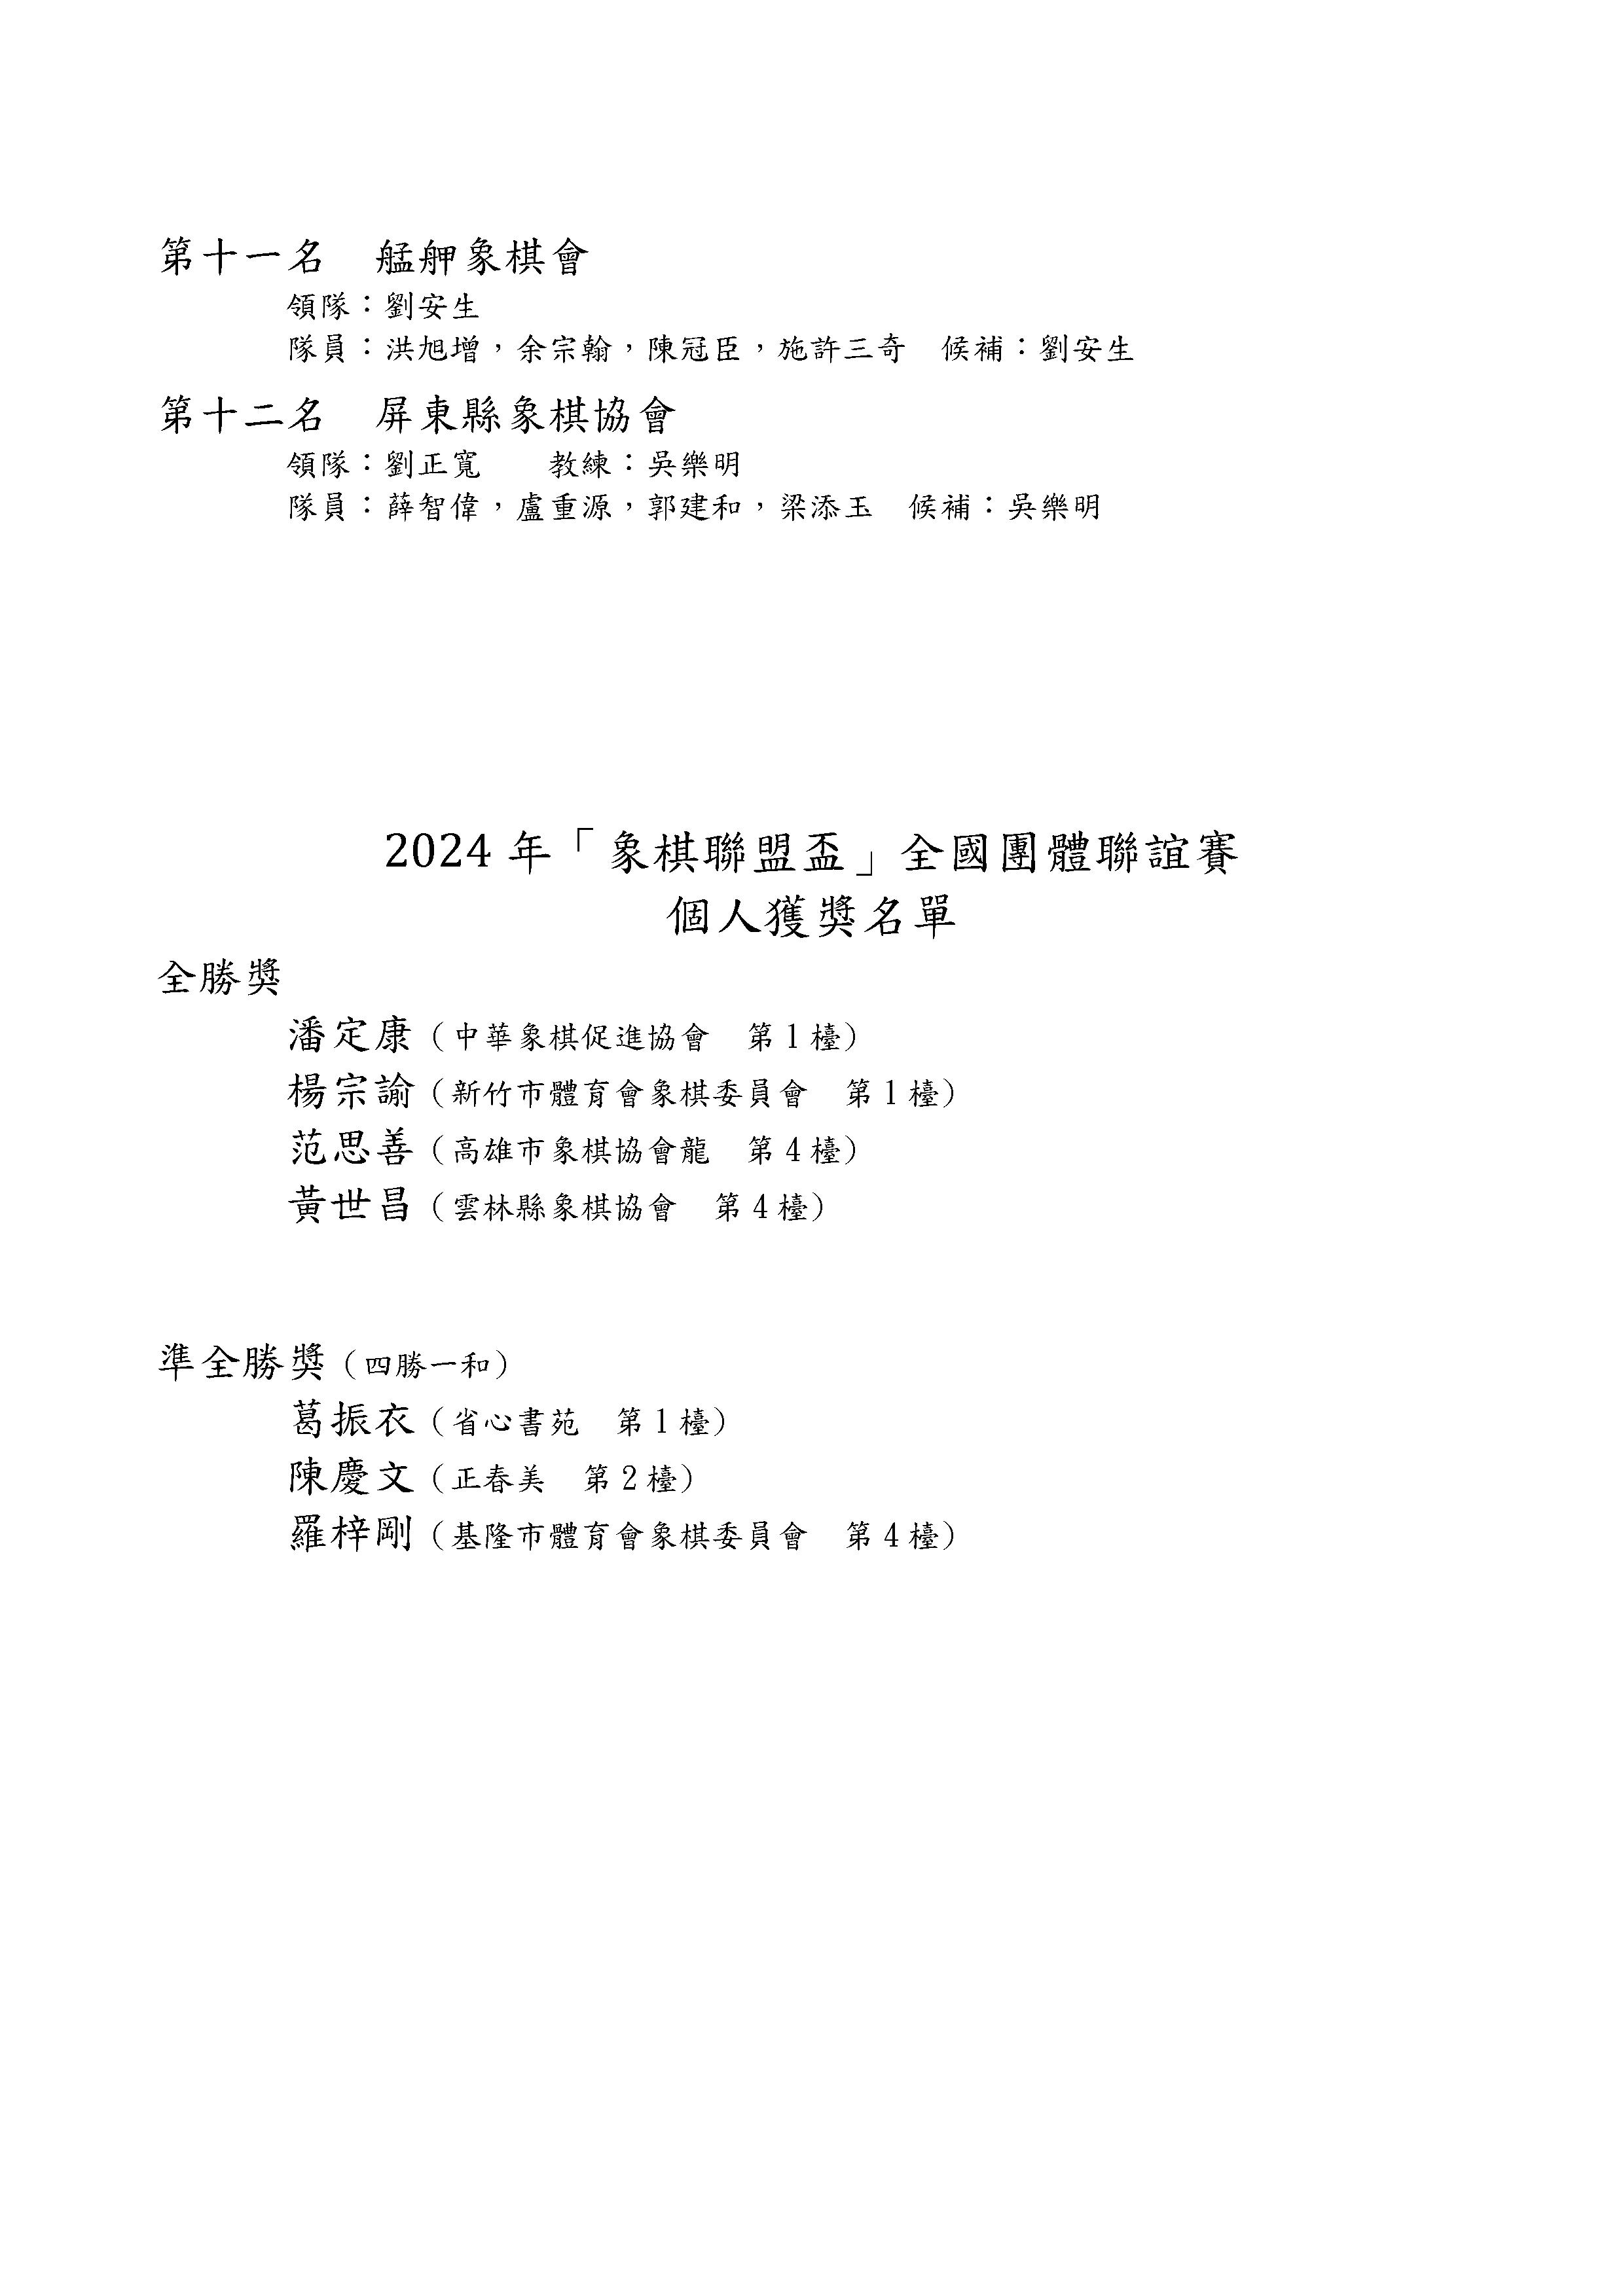 第十一名　艋舺象棋會
領隊：劉安生
隊員：洪旭增，余宗翰，陳冠臣，施許三奇　候補：劉安生
第十二名　屏東縣象棋協會
領隊：劉正寬　　教練：吳樂明
隊員：薛智偉，盧重源，郭建和，梁添玉　候補：吳樂明
2024 年「象棋聯盟盃」全國團體聯誼賽
個人獲獎名單
全勝獎
潘定康（中華象棋促進協會　第 1 檯）
楊宗諭（新竹市體育會象棋委員會　第 1 檯）
范思善（高雄市象棋協會龍　第 4 檯）
黃世昌（雲林縣象棋協會　第 4 檯）
準全勝獎（四勝一和）
葛振衣（省心書苑　第 1 檯）
陳慶文（正春美　第 2 檯）
羅梓剛（基隆市體育會象棋委員會　第 4 檯）